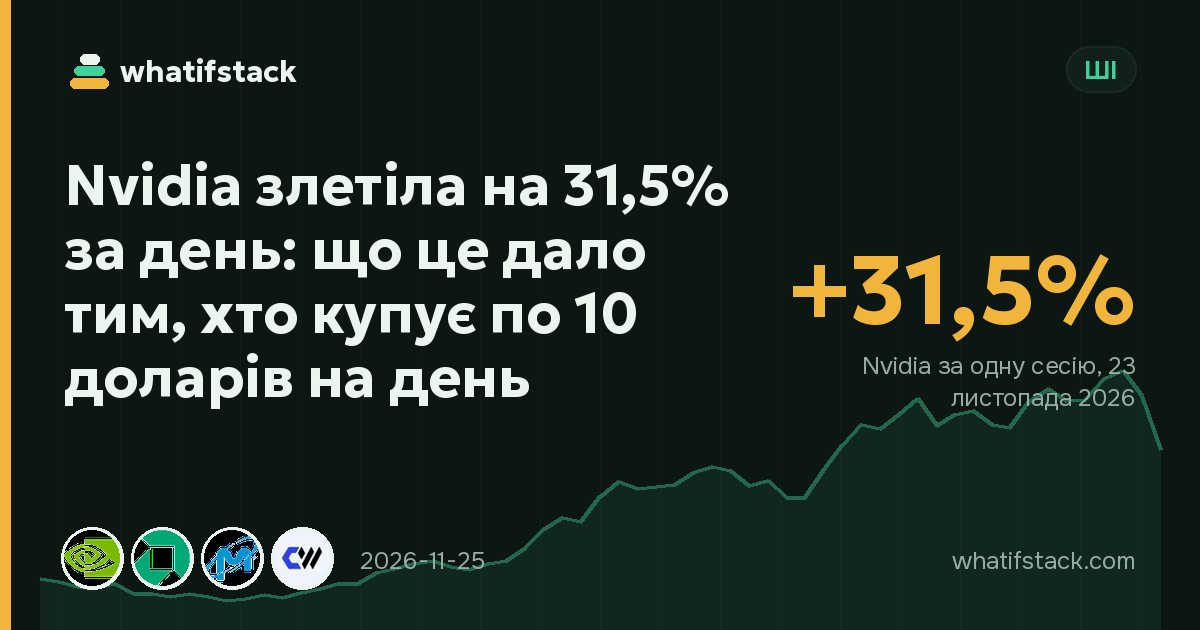 whatifstack
ШІ
Nvidia злетіла на 31,5%
за день: що це дало
тим, хто купує по 10
доларів на день
+31,5%
Nvidia за одну сесію, 23
листопада 2026
2026-11-25
whatifstack.com